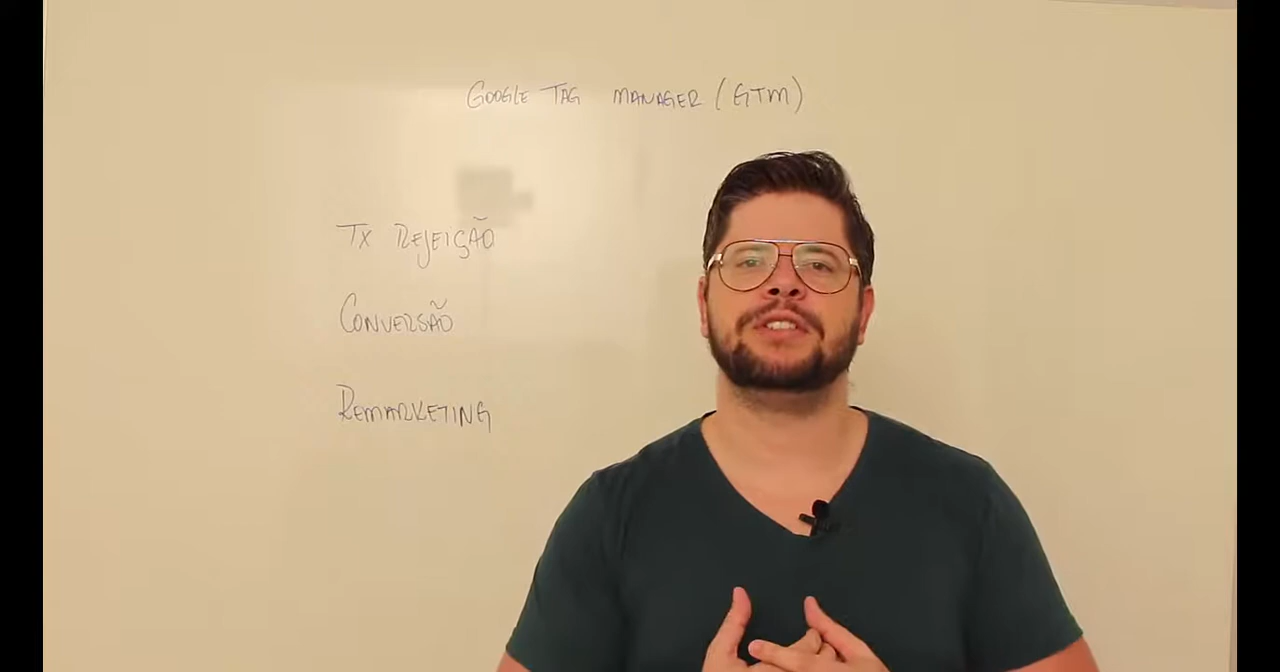 GOOGLE TAG MANAGER (GTM)
TX REJEIÇÃO
CONVERSÃO
REMARKETING